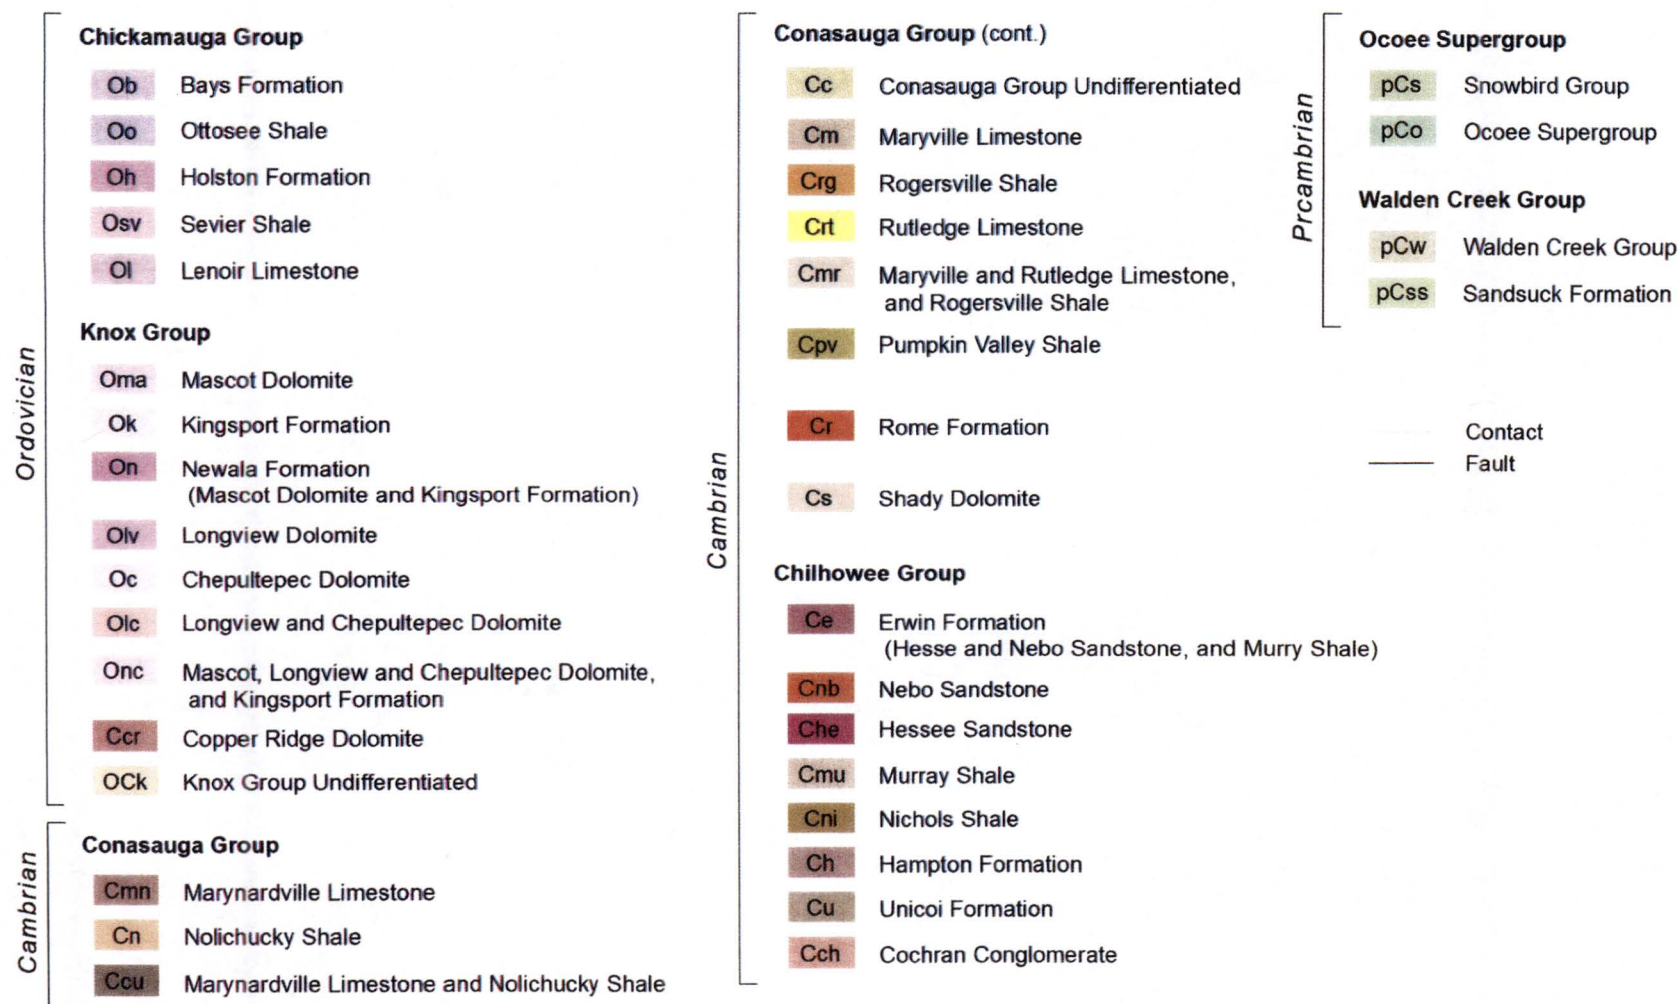 Ordovician
Chickamauga Group
Ob Bays Formation
Oo Ottosee Shale
Oh Holston Formation
Osv Sevier Shale
Ol Lenoir Limestone
Knox Group
Oma Mascot Dolomite
Ok Kingsport Formation
On Newala Formation
(Mascot Dolomite and Kingsport Formation)
Olv Longview Dolomite
Oc Chepultepec Dolomite
Olc Longview and Chepultepec Dolomite
Onc Mascot, Longview and Chepultepec Dolomite,
and Kingsport Formation
Ccr Copper Ridge Dolomite
OCk Knox Group Undifferentiated
Cambrian
Conasauga Group
Cmn Marynardville Limestone
Cn Nolichucky Shale
Ccu Marynardville Limestone and Nolichucky Shale
Cambrian
Conasauga Group (cont.)
Cc Conasauga Group Undifferentiated
Cm Maryville Limestone
Crg Rogersville Shale
Crt Rutledge Limestone
Cmr Maryville and Rutledge Limestone,
and Rogersville Shale
Cpv Pumpkin Valley Shale
Cr Rome Formation
Cs Shady Dolomite
Chilhowee Group
Ce Erwin Formation
(Hesse and Nebo Sandstone, and Murry Shale)
Cnb Nebo Sandstone
Che Hessee Sandstone
Cmu Murray Shale
Cni Nichols Shale
Ch Hampton Formation
Cu Unicoi Formation
Cch Cochran Conglomerate
Prcambrian
Ocoee Supergroup
pCs Snowbird Group
pCo Ocoee Supergroup
Walden Creek Group
pCw Walden Creek Group
pCss Sandsuck Formation
Contact
Fault